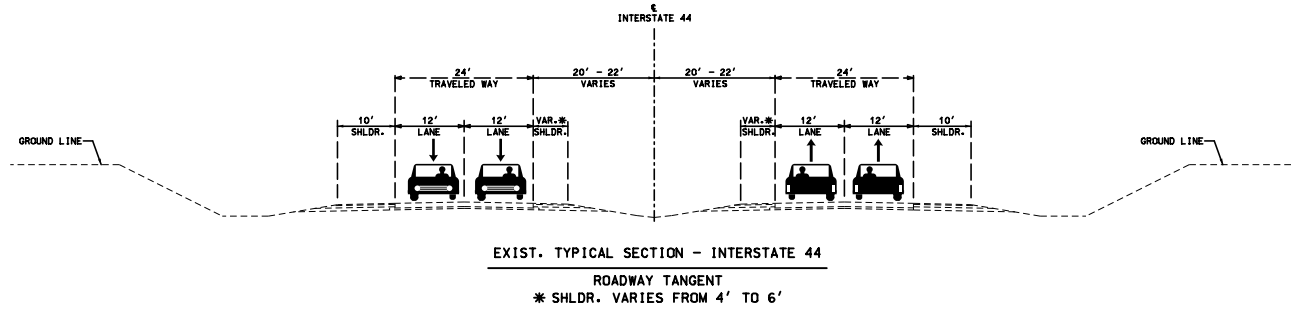 ℄
INTERSTATE 44
24' 20' - 22' 20' - 22' 24'
TRAVELED WAY VARIES VARIES TRAVELED WAY
10' 12' 12' VAR.* VAR.* 12' 12' 10'
SHLDR. LANE LANE SHLDR. SHLDR. LANE LANE SHLDR.
GROUND LINE GROUND LINE
EXIST. TYPICAL SECTION - INTERSTATE 44
ROADWAY TANGENT
* SHLDR. VARIES FROM 4' TO 6'